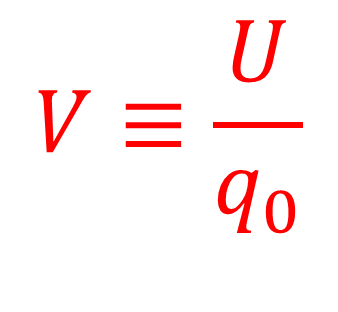 V ≡ U / q₀